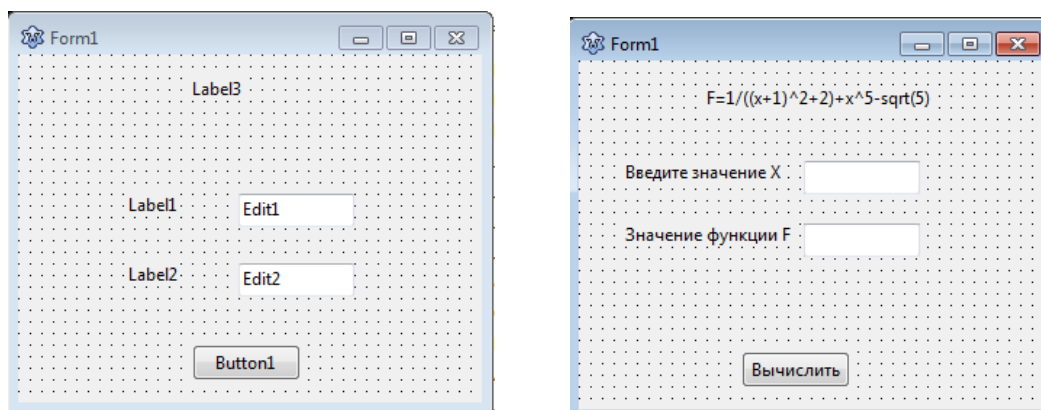 Form1
Label3
Label1 Edit1
Label2 Edit2
Button1
Form1
F=1/((x+1)^2+2)+x^5-sqrt(5)
Введите значение X
Значение функции F
Вычислить